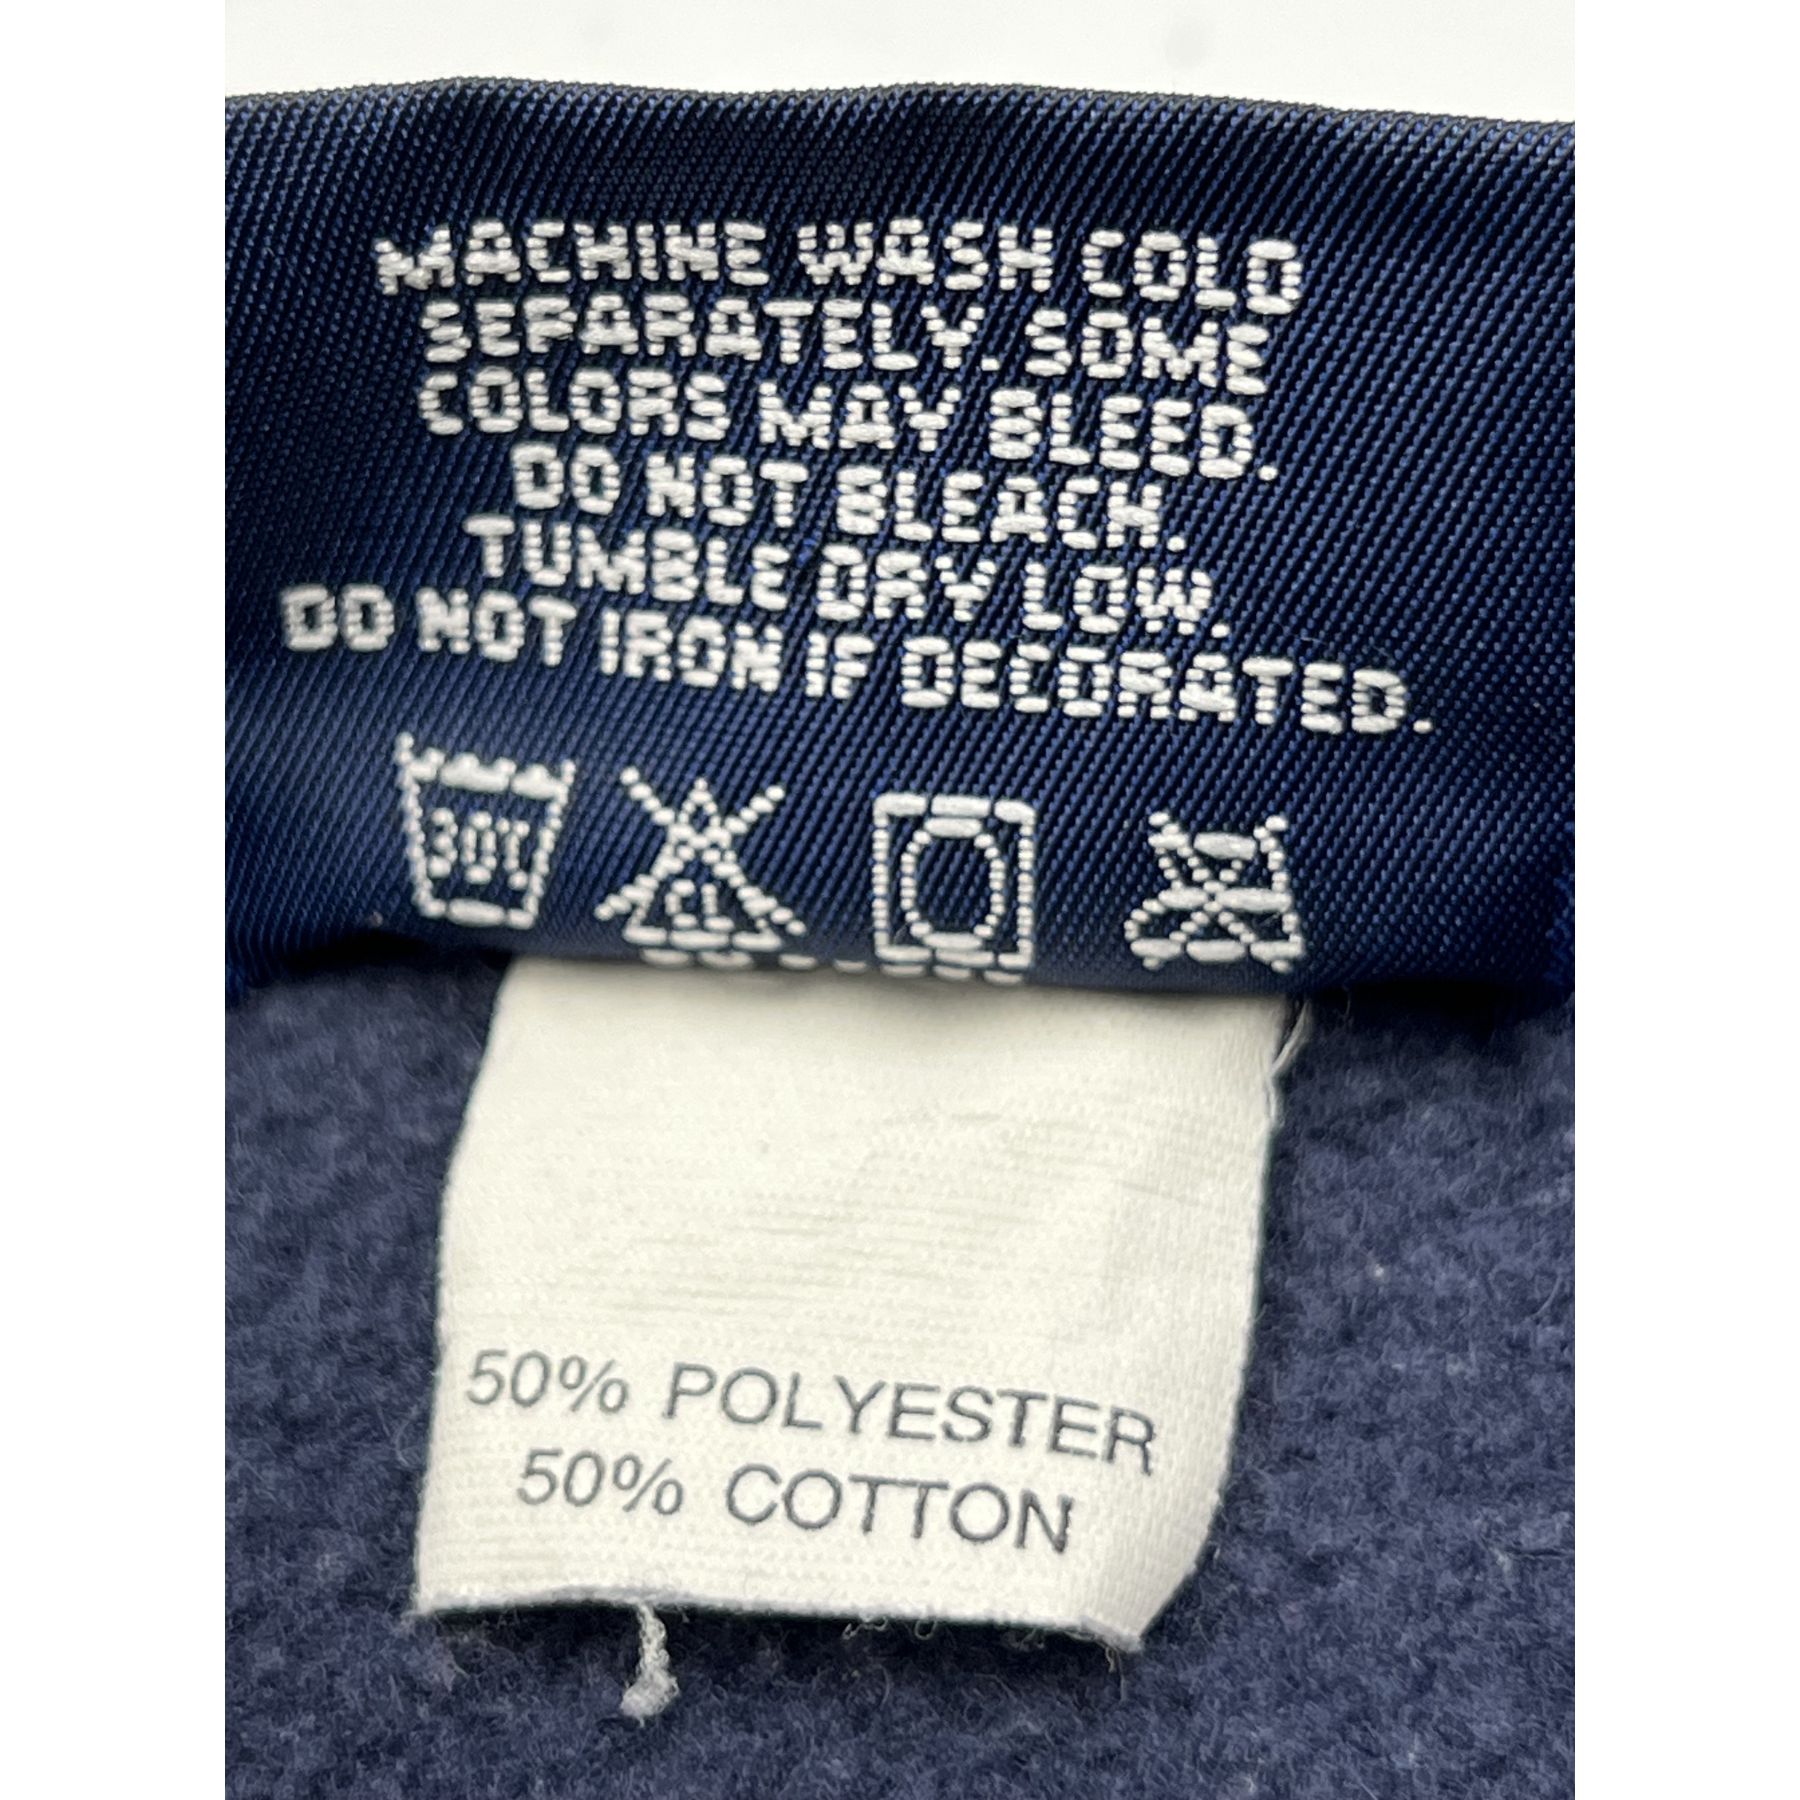 MACHINE WASH COLD
SEPARATELY. SOME
COLORS MAY BLEED.
DO NOT BLEACH.
TUMBLE DRY LOW.
DO NOT IRON IF DECORATED.
30°C CL
50% POLYESTER
50% COTTON